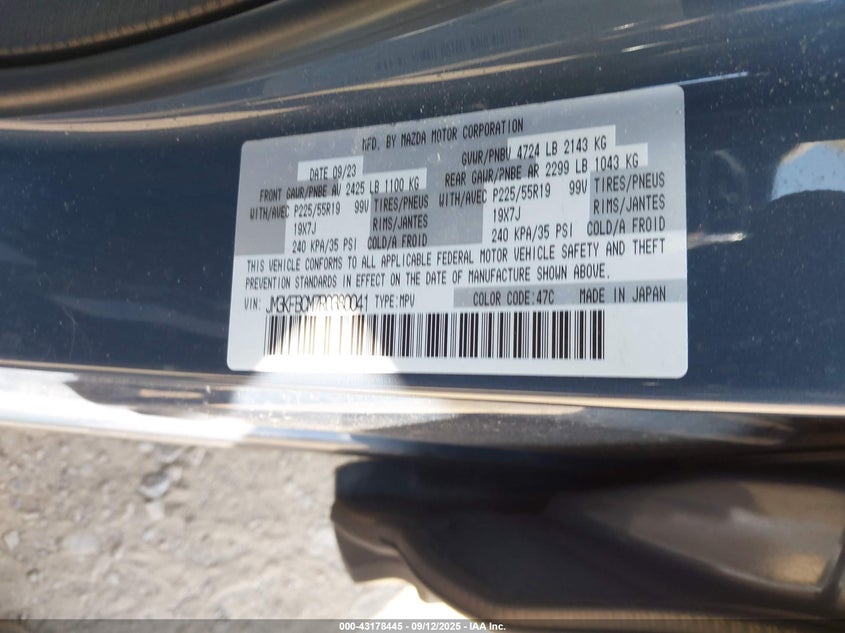 MFD. BY MAZDA MOTOR CORPORATION
DATE 09/23
GVWR/PNBV 4724 LB 2143 KG
FRONT GAWR/PNBE AV 2425 LB 1100 KG
REAR GAWR/PNBE AR 2299 LB 1043 KG
WITH/AVEC P225/55R19 99V TIRES/PNEUS
WITH/AVEC P225/55R19 99V TIRES/PNEUS
19X7J RIMS/JANTES
19X7J RIMS/JANTES
240 KPA/35 PSI COLD/A FROID
240 KPA/35 PSI COLD/A FROID
THIS VEHICLE CONFORMS TO ALL APPLICABLE FEDERAL MOTOR VEHICLE SAFETY AND THEFT
PREVENTION STANDARDS IN EFFECT ON THE DATE OF MANUFACTURE SHOWN ABOVE.
VIN: TYPE:MPV COLOR CODE:47C MADE IN JAPAN
000-43178445 - 09/12/2025 - IAA Inc.